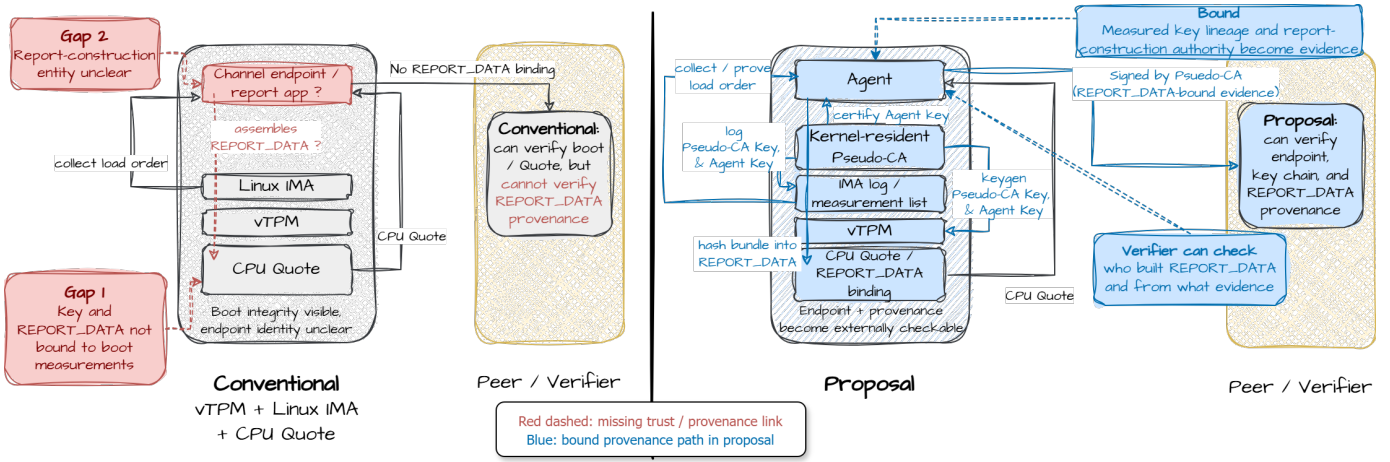 Gap 2
Report-construction
entity unclear
Channel endpoint /
report app ?
No REPORT_DATA binding
assembles
REPORT_DATA ?
collect load order
Linux IMA
vTPM
CPU Quote
CPU Quote
Boot integrity visible,
endpoint identity unclear
Gap 1
Key and
REPORT_DATA not
bound to boot
measurements
Conventional:
can verify boot
/ Quote, but
cannot verify
REPORT_DATA
provenance
Conventional
vTPM + Linux IMA
+ CPU Quote
Peer / Verifier
Bound
Measured key lineage and report-
construction authority become evidence
collect / prove
load order
Agent
Signed by Psuedo-CA
(REPORT_DATA-bound evidence)
certify Agent key
log
Pseudo-CA Key,
& Agent Key
Kernel-resident
Pseudo-CA
keygen
Pseudo-CA Key,
& Agent Key
IMA log /
measurement list
vTPM
hash bundle into
REPORT_DATA
CPU Quote /
REPORT_DATA
binding
CPU Quote
Endpoint + provenance
become externally checkable
Proposal:
can verify
endpoint,
key chain, and
REPORT_DATA
provenance
Verifier can check
who built REPORT_DATA
and from what evidence
Proposal
Peer / Verifier
Red dashed: missing trust / provenance link
Blue: bound provenance path in proposal